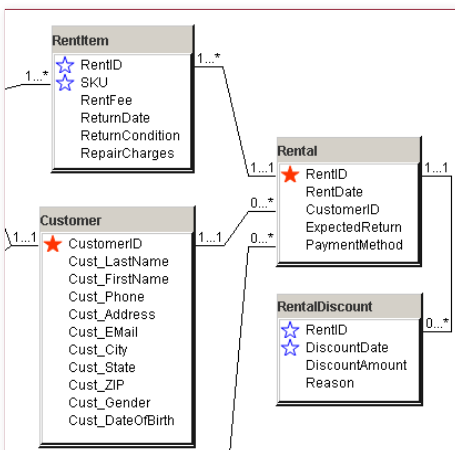 RentItem
RentID
SKU
RentFee
ReturnDate
ReturnCondition
RepairCharges
1...*
1...*
Rental
RentID
RentDate
CustomerID
ExpectedReturn
PaymentMethod
1...1
1...1
0...*
0...*
Customer
CustomerID
Cust_LastName
Cust_FirstName
Cust_Phone
Cust_Address
Cust_EMail
Cust_City
Cust_State
Cust_ZIP
Cust_Gender
Cust_DateOfBirth
1...1
1...1
RentalDiscount
RentID
DiscountDate
DiscountAmount
Reason
0...*